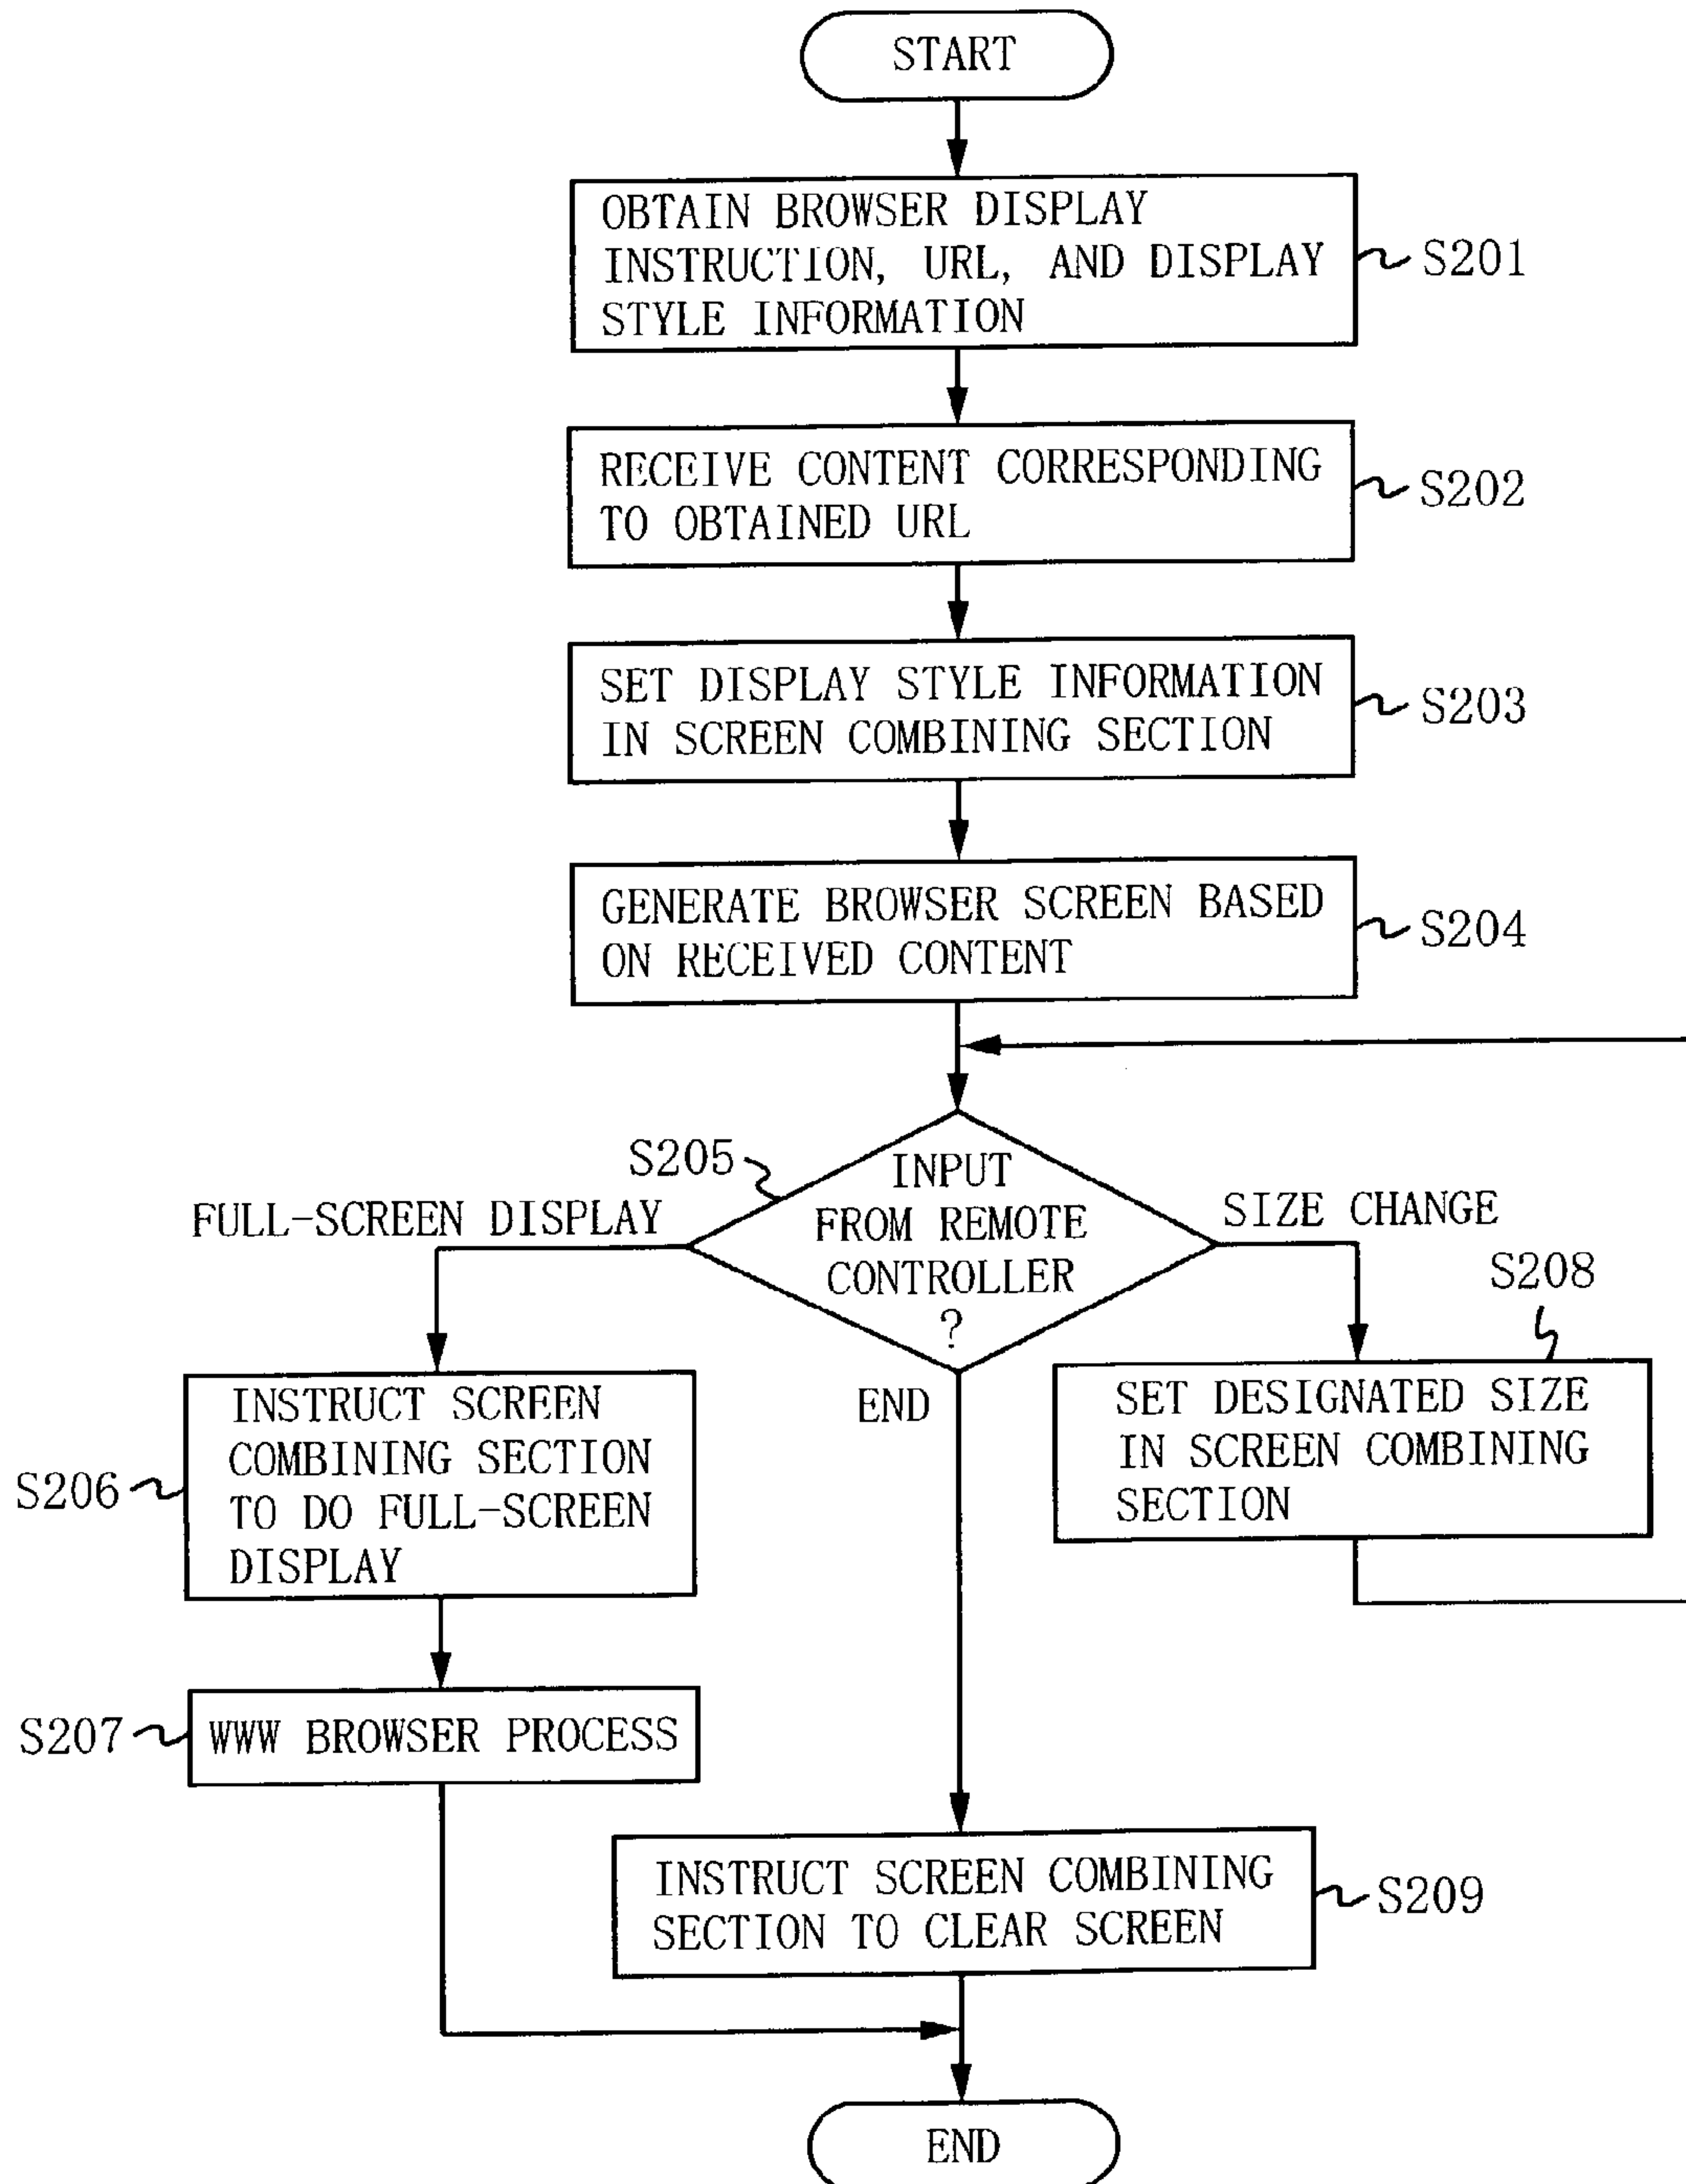 START
OBTAIN BROWSER DISPLAY
INSTRUCTION, URL, AND DISPLAY
STYLE INFORMATION
S201
RECEIVE CONTENT CORRESPONDING
TO OBTAINED URL
S202
SET DISPLAY STYLE INFORMATION
IN SCREEN COMBINING SECTION
S203
GENERATE BROWSER SCREEN BASED
ON RECEIVED CONTENT
S204
S205
INPUT
FROM REMOTE
CONTROLLER
?
FULL-SCREEN DISPLAY
SIZE CHANGE
END
S208
SET DESIGNATED SIZE
IN SCREEN COMBINING
SECTION
INSTRUCT SCREEN
COMBINING SECTION
TO DO FULL-SCREEN
DISPLAY
S206
S207
WWW BROWSER PROCESS
INSTRUCT SCREEN COMBINING
SECTION TO CLEAR SCREEN
S209
END